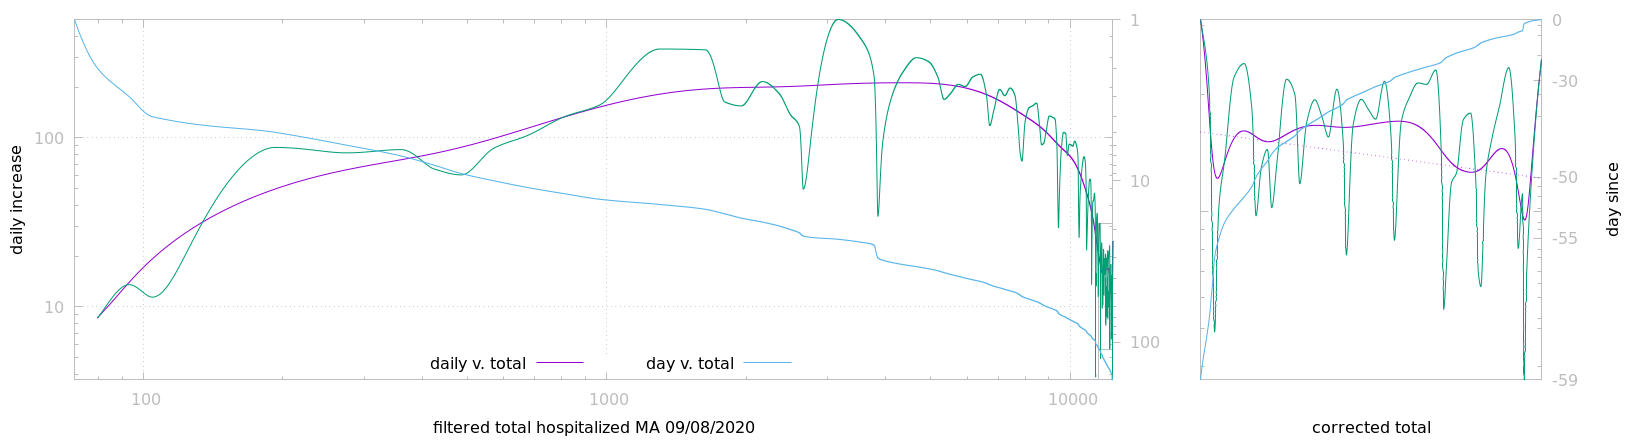 daily increase
100
10
100
1000
10000
1
10
100
daily v. total
day v. total
filtered total hospitalized MA 09/08/2020
0
-30
-50
-55
-59
day since
corrected total